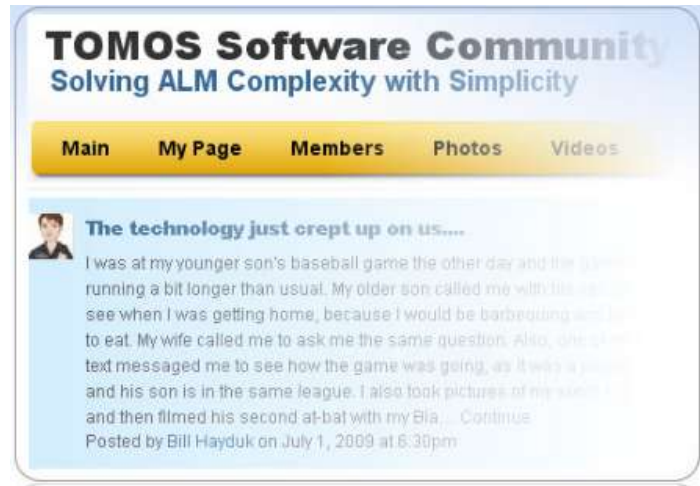 TOMOS Software Community
Solving ALM Complexity with Simplicity
Main My Page Members Photos Videos
The technology just crept up on us....
I was at my younger son's baseball game the other day and the game
running a bit longer than usual. My older son called me with his
see when I was getting home, because I would be barbequing
to eat. My wife called me to ask me the same question. Also, one of
text messaged me to see how the game was going, as it was a
and his son is in the same league. I also took pictures of my
and then filmed his second at-bat with my Bla... Continue
Posted by Bill Hayduk on July 1, 2009 at 6:30pm